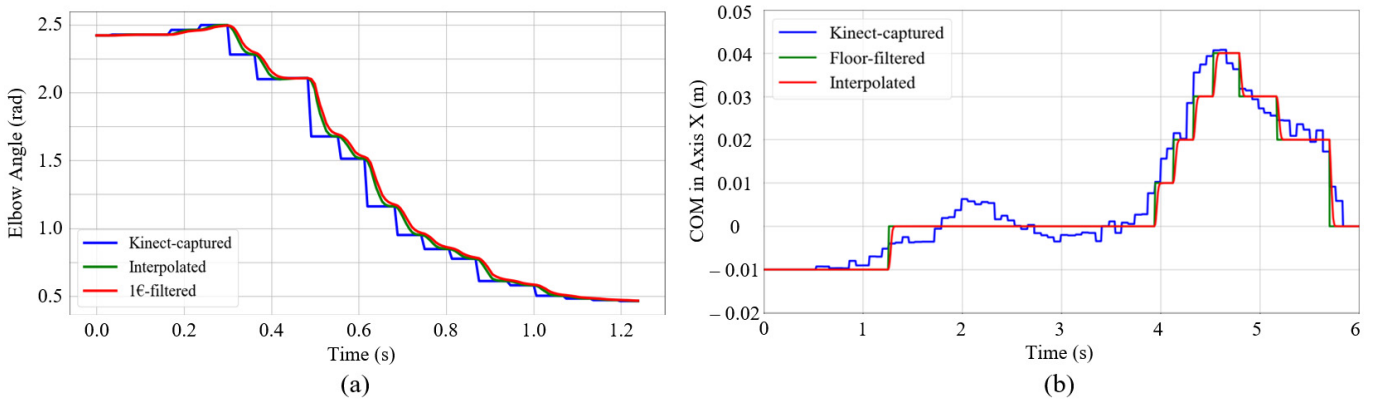 Elbow Angle (rad)
2.5
2.0
1.5
1.0
0.5
Kinect-captured
Interpolated
1€-filtered
0.0 0.2 0.4 0.6 0.8 1.0 1.2
Time (s)
(a)
COM in Axis X (m)
0.05
0.04
0.03
0.02
0.01
0
−0.01
−0.02
Kinect-captured
Floor-filtered
Interpolated
0 1 2 3 4 5 6
Time (s)
(b)